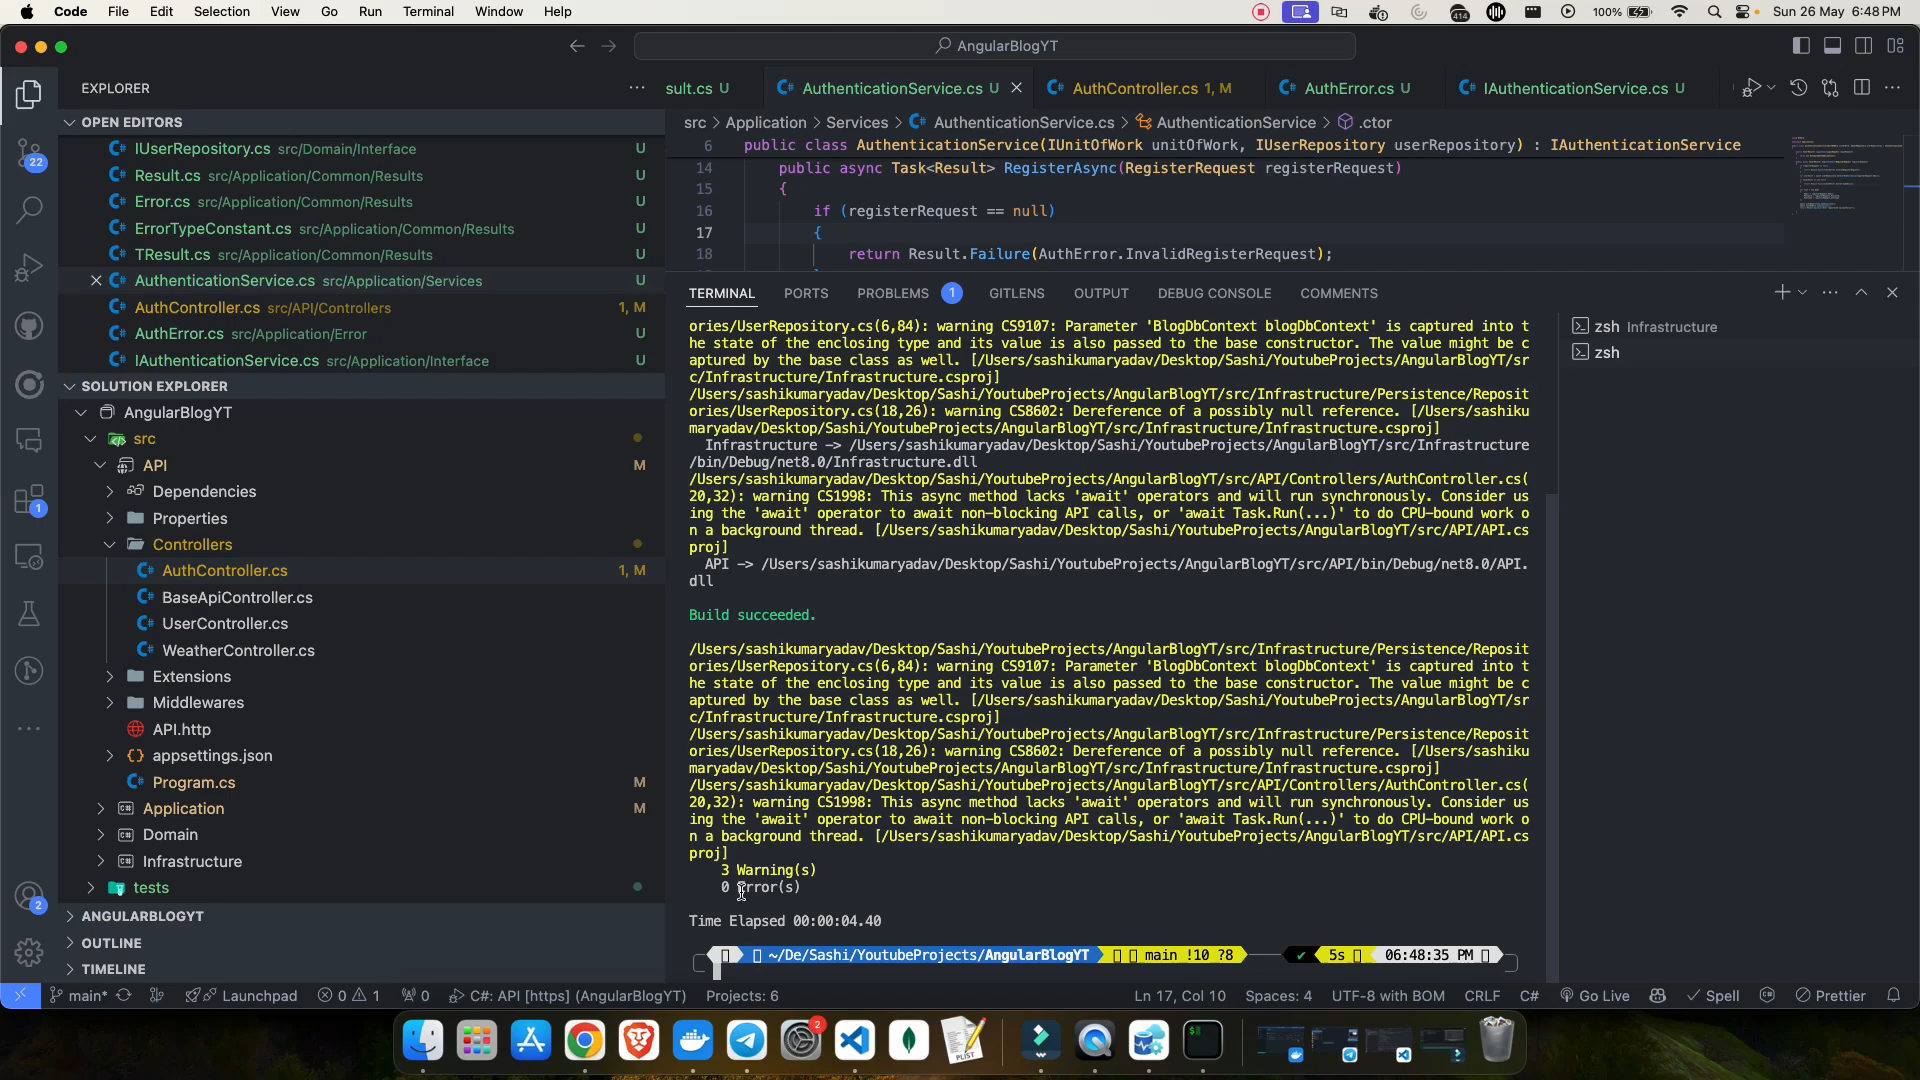 Code File Edit Selection View Go Run Terminal Window Help 414 100% Sun 26 May 6:48 PM
AngularBlogYT
EXPLORER
OPEN EDITORS
IUserRepository.cs src/Domain/Interface U
Result.cs src/Application/Common/Results U
Error.cs src/Application/Common/Results U
ErrorTypeConstant.cs src/Application/Common/Results U
TResult.cs src/Application/Common/Results U
AuthenticationService.cs src/Application/Services U
AuthController.cs src/API/Controllers 1, M
AuthError.cs src/Application/Error U
IAuthenticationService.cs src/Application/Interface U
SOLUTION EXPLORER
AngularBlogYT
src
API M
Dependencies
Properties
Controllers
AuthController.cs 1, M
BaseApiController.cs
UserController.cs
WeatherController.cs
Extensions
Middlewares
API.http
appsettings.json
Program.cs M
Application M
Domain
Infrastructure
tests
ANGULARBLOGYT
OUTLINE
TIMELINE
22
1
2
sult.cs U AuthenticationService.cs U AuthController.cs 1, M AuthError.cs U IAuthenticationService.cs U
src > Application > Services > AuthenticationService.cs > AuthenticationService > .ctor
6 public class AuthenticationService(IUnitOfWork unitOfWork, IUserRepository userRepository) : IAuthenticationService
14 public async Task<Result> RegisterAsync(RegisterRequest registerRequest)
15 {
16 if (registerRequest == null)
17 {
18 return Result.Failure(AuthError.InvalidRegisterRequest);
TERMINAL PORTS PROBLEMS 1 GITLENS OUTPUT DEBUG CONSOLE COMMENTS
ories/UserRepository.cs(6,84): warning CS9107: Parameter 'BlogDbContext blogDbContext' is captured into t
he state of the enclosing type and its value is also passed to the base constructor. The value might be c
aptured by the base class as well. [/Users/sashikumaryadav/Desktop/Sashi/YoutubeProjects/AngularBlogYT/sr
c/Infrastructure/Infrastructure.csproj]
/Users/sashikumaryadav/Desktop/Sashi/YoutubeProjects/AngularBlogYT/src/Infrastructure/Persistence/Reposit
ories/UserRepository.cs(18,26): warning CS8602: Dereference of a possibly null reference. [/Users/sashiku
maryadav/Desktop/Sashi/YoutubeProjects/AngularBlogYT/src/Infrastructure/Infrastructure.csproj]
Infrastructure -> /Users/sashikumaryadav/Desktop/Sashi/YoutubeProjects/AngularBlogYT/src/Infrastructure
/bin/Debug/net8.0/Infrastructure.dll
/Users/sashikumaryadav/Desktop/Sashi/YoutubeProjects/AngularBlogYT/src/API/Controllers/AuthController.cs(
20,32): warning CS1998: This async method lacks 'await' operators and will run synchronously. Consider us
ing the 'await' operator to await non-blocking API calls, or 'await Task.Run(...)' to do CPU-bound work o
n a background thread. [/Users/sashikumaryadav/Desktop/Sashi/YoutubeProjects/AngularBlogYT/src/API/API.cs
proj]
API -> /Users/sashikumaryadav/Desktop/Sashi/YoutubeProjects/AngularBlogYT/src/API/bin/Debug/net8.0/API.
dll
Build succeeded.
/Users/sashikumaryadav/Desktop/Sashi/YoutubeProjects/AngularBlogYT/src/Infrastructure/Persistence/Reposit
ories/UserRepository.cs(6,84): warning CS9107: Parameter 'BlogDbContext blogDbContext' is captured into t
he state of the enclosing type and its value is also passed to the base constructor. The value might be c
aptured by the base class as well. [/Users/sashikumaryadav/Desktop/Sashi/YoutubeProjects/AngularBlogYT/sr
c/Infrastructure/Infrastructure.csproj]
/Users/sashikumaryadav/Desktop/Sashi/YoutubeProjects/AngularBlogYT/src/Infrastructure/Persistence/Reposit
ories/UserRepository.cs(18,26): warning CS8602: Dereference of a possibly null reference. [/Users/sashiku
maryadav/Desktop/Sashi/YoutubeProjects/AngularBlogYT/src/Infrastructure/Infrastructure.csproj]
/Users/sashikumaryadav/Desktop/Sashi/YoutubeProjects/AngularBlogYT/src/API/Controllers/AuthController.cs(
20,32): warning CS1998: This async method lacks 'await' operators and will run synchronously. Consider us
ing the 'await' operator to await non-blocking API calls, or 'await Task.Run(...)' to do CPU-bound work o
n a background thread. [/Users/sashikumaryadav/Desktop/Sashi/YoutubeProjects/AngularBlogYT/src/API/API.cs
proj]
3 Warning(s)
0 Error(s)
Time Elapsed 00:00:04.40
~/De/Sashi/YoutubeProjects/AngularBlogYT main !10 ?8 ✔ 5s 06:48:35 PM
zsh Infrastructure
zsh
main* Launchpad 0 1 0 C#: API [https] (AngularBlogYT) Projects: 6 Ln 17, Col 10 Spaces: 4 UTF-8 with BOM CRLF C# Go Live Spell Prettier
2
PLIST